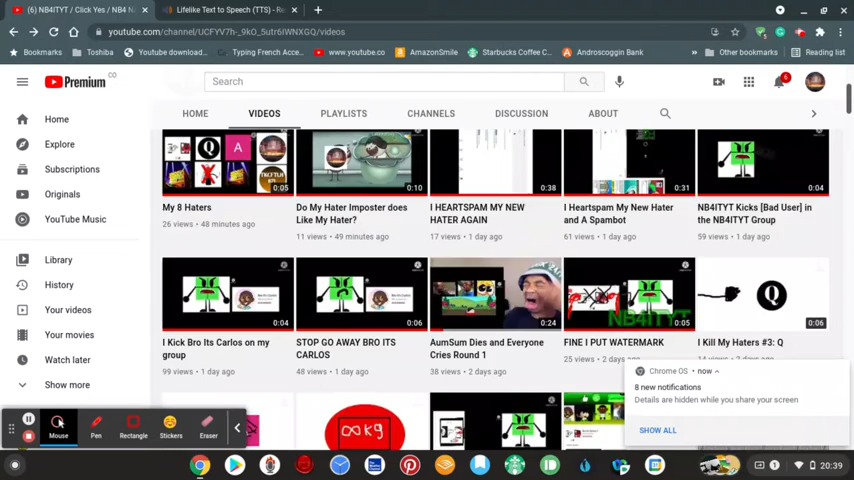 (6) NB4ITYT / Click Yes / NB4 N
Lifelike Text to Speech (TTS) - Re
youtube.com/channel/UCFYV7h-_9kO_5utr6IWNXGQ/videos
Bookmarks
Toshiba
Youtube download...
Typing French Acce...
www.youtube.co
AmazonSmile
Starbucks Coffee C...
Androscoggin Bank
»
Other bookmarks
Reading list
Premium CO
Search
6
HOME
VIDEOS
PLAYLISTS
CHANNELS
DISCUSSION
ABOUT
Home
Explore
Subscriptions
Originals
YouTube Music
Library
History
Your videos
Your movies
Watch later
Show more
Q
A
0:05
0:10
0:38
0:31
0:04
My 8 Haters
26 views • 48 minutes ago
Do My Hater Imposter does
Like My Hater?
11 views • 49 minutes ago
I HEARTSPAM MY NEW
HATER AGAIN
17 views • 1 day ago
I Heartspam My New Hater
and A Spambot
61 views • 1 day ago
NB4ITYT Kicks [Bad User] in
the NB4ITYT Group
59 views • 1 day ago
0:04
0:06
0:24
NB4ITYT
0:05
Q
0:06
I Kick Bro Its Carlos on my
group
99 views • 1 day ago
STOP GO AWAY BRO ITS
CARLOS
48 views • 1 day ago
AumSum Dies and Everyone
Cries Round 1
38 views • 2 days ago
FINE I PUT WATERMARK
25 views • 2 days ago
I Kill My Haters #3: Q
Chrome OS • now
8 new notifications
Details are hidden while you share your screen
SHOW ALL
Mouse
Pen
Rectangle
Stickers
Eraser
1
20:39